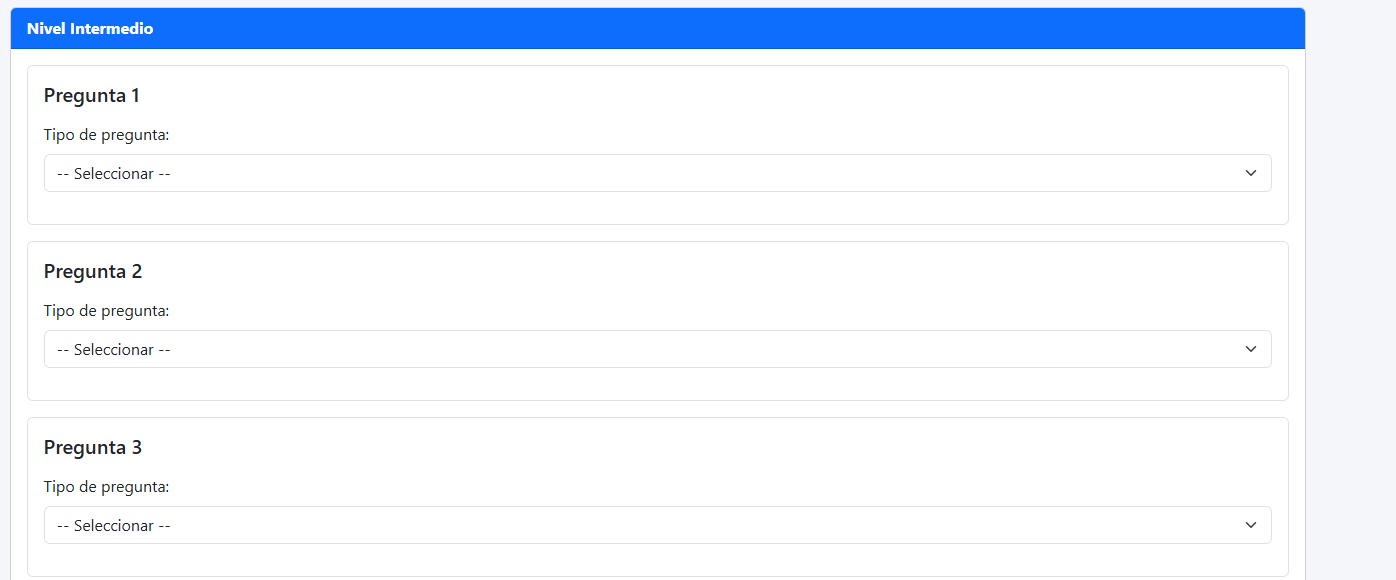 Nivel Intermedio
Pregunta 1
Tipo de pregunta:
-- Seleccionar --
Pregunta 2
Tipo de pregunta:
-- Seleccionar --
Pregunta 3
Tipo de pregunta:
-- Seleccionar --